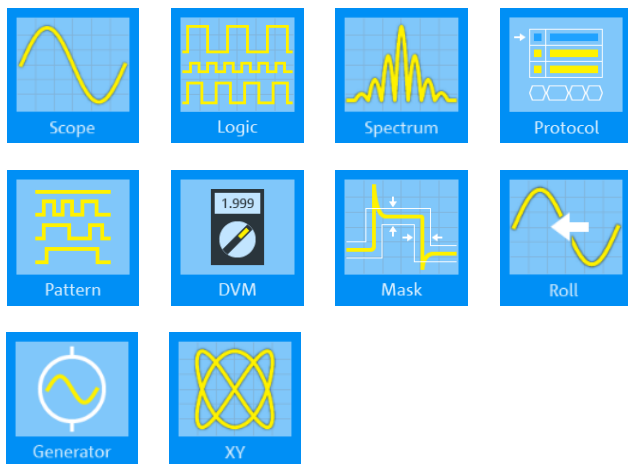 Scope
Logic
Spectrum
Protocol
Pattern
1.999
DVM
Mask
Roll
Generator
XY